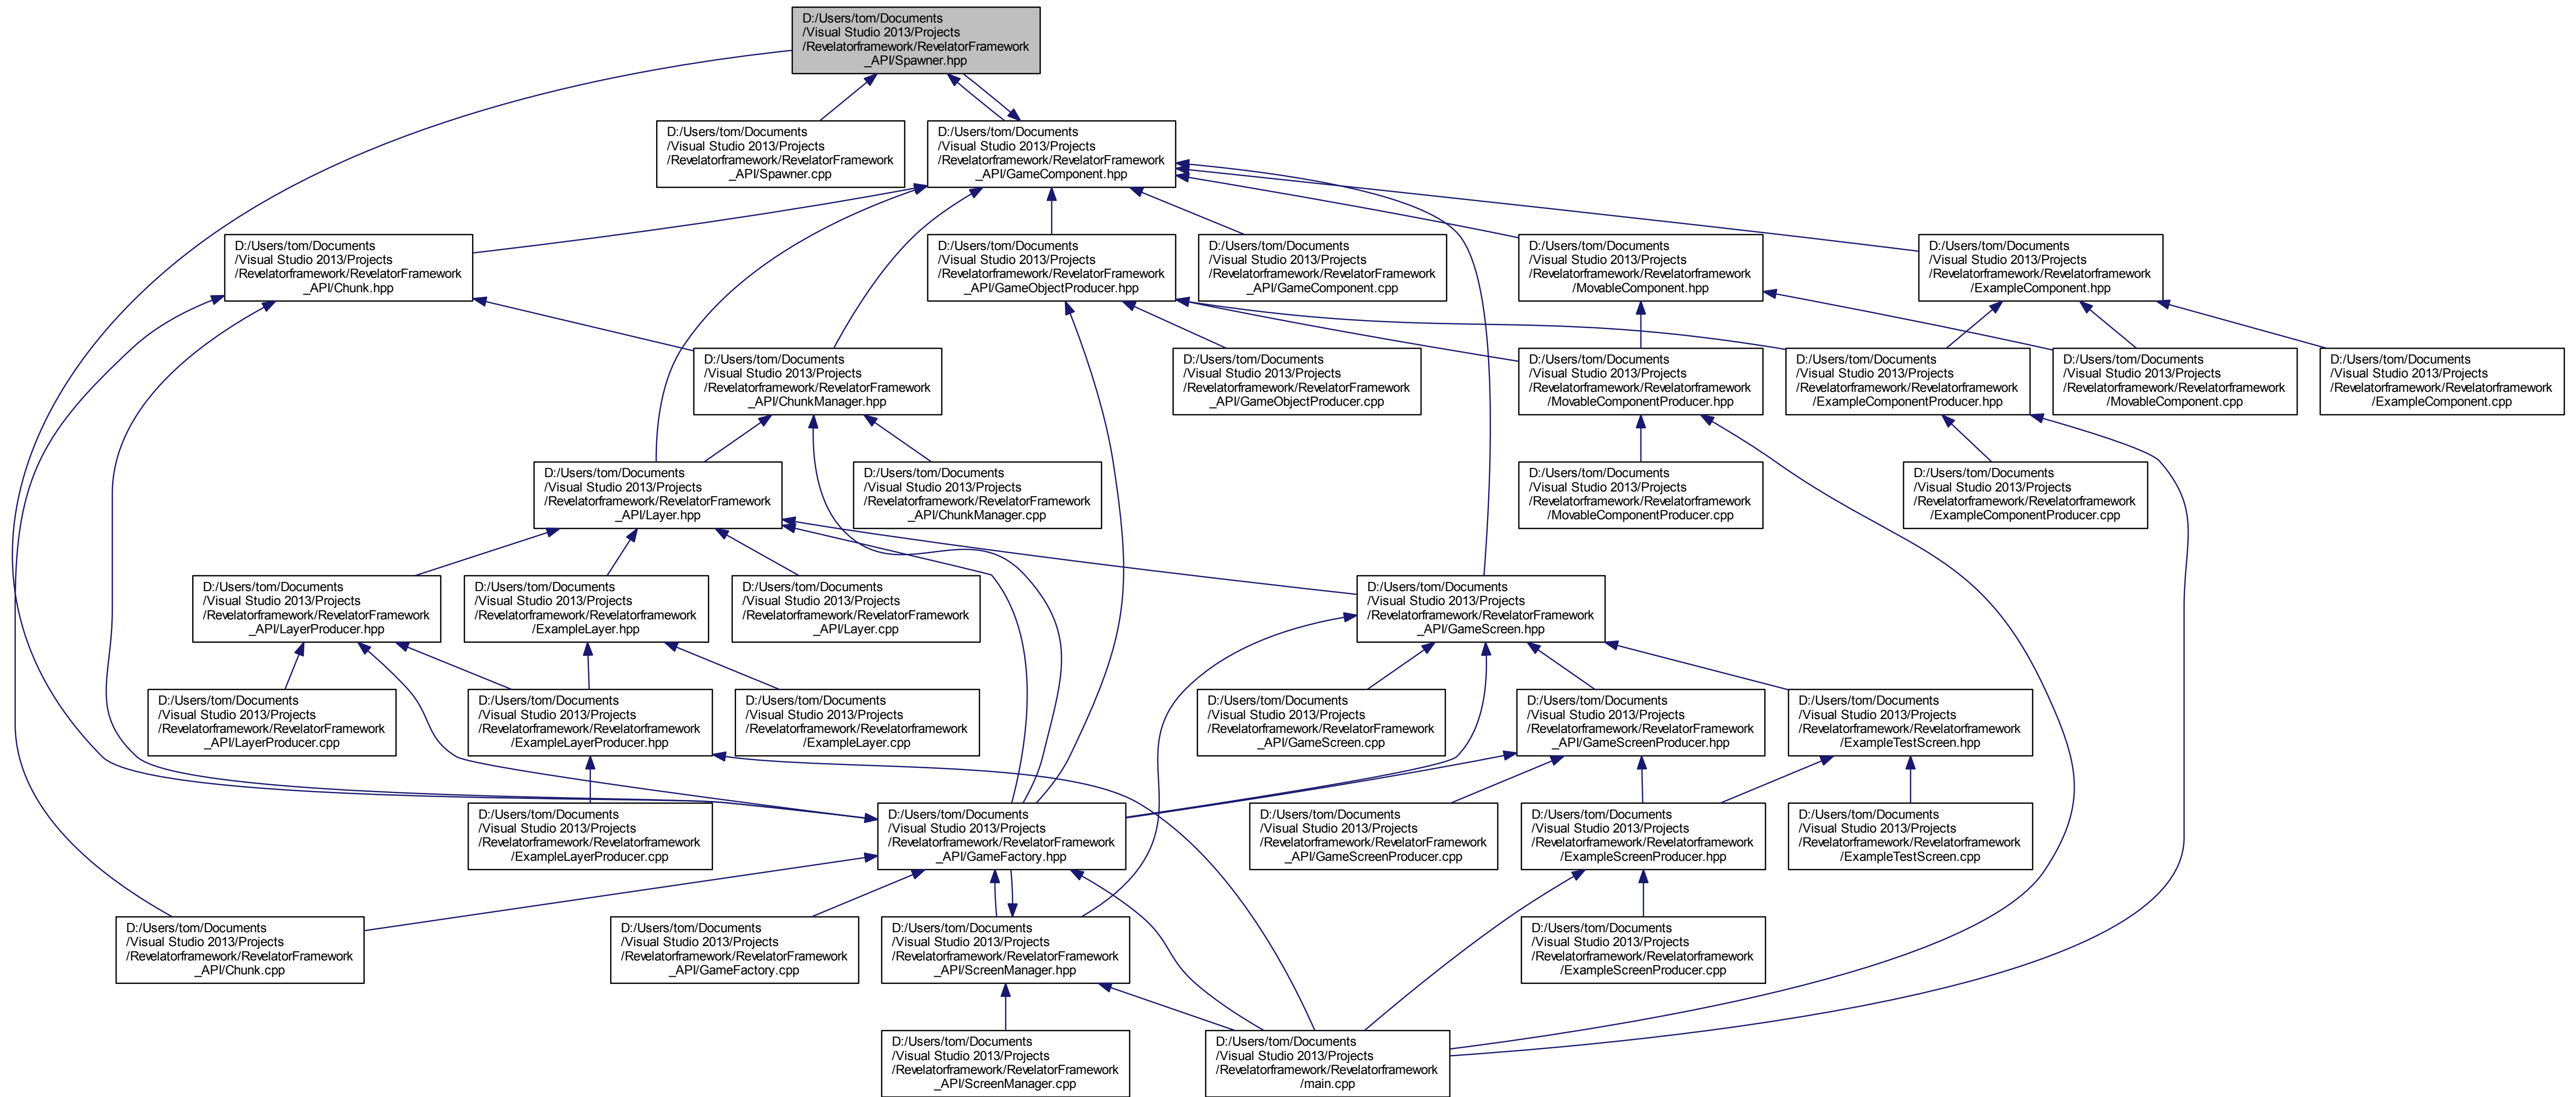 D:/Users/tom/Documents
/Visual Studio 2013/Projects
/Revelatorframework/RevelatorFramework
_API/Spawner.hpp
D:/Users/tom/Documents
/Visual Studio 2013/Projects
/Revelatorframework/RevelatorFramework
_API/Spawner.cpp
D:/Users/tom/Documents
/Visual Studio 2013/Projects
/Revelatorframework/RevelatorFramework
_API/GameComponent.hpp
D:/Users/tom/Documents
/Visual Studio 2013/Projects
/Revelatorframework/RevelatorFramework
_API/Chunk.hpp
D:/Users/tom/Documents
/Visual Studio 2013/Projects
/Revelatorframework/RevelatorFramework
_API/GameObjectProducer.hpp
D:/Users/tom/Documents
/Visual Studio 2013/Projects
/Revelatorframework/RevelatorFramework
_API/GameComponent.cpp
D:/Users/tom/Documents
/Visual Studio 2013/Projects
/Revelatorframework/Revelatorframework
/MovableComponent.hpp
D:/Users/tom/Documents
/Visual Studio 2013/Projects
/Revelatorframework/Revelatorframework
/ExampleComponent.hpp
D:/Users/tom/Documents
/Visual Studio 2013/Projects
/Revelatorframework/RevelatorFramework
_API/ChunkManager.hpp
D:/Users/tom/Documents
/Visual Studio 2013/Projects
/Revelatorframework/RevelatorFramework
_API/GameObjectProducer.cpp
D:/Users/tom/Documents
/Visual Studio 2013/Projects
/Revelatorframework/Revelatorframework
/MovableComponentProducer.hpp
D:/Users/tom/Documents
/Visual Studio 2013/Projects
/Revelatorframework/Revelatorframework
/ExampleComponentProducer.hpp
D:/Users/tom/Documents
/Visual Studio 2013/Projects
/Revelatorframework/Revelatorframework
/MovableComponent.cpp
D:/Users/tom/Documents
/Visual Studio 2013/Projects
/Revelatorframework/Revelatorframework
/ExampleComponent.cpp
D:/Users/tom/Documents
/Visual Studio 2013/Projects
/Revelatorframework/RevelatorFramework
_API/Layer.hpp
D:/Users/tom/Documents
/Visual Studio 2013/Projects
/Revelatorframework/RevelatorFramework
_API/ChunkManager.cpp
D:/Users/tom/Documents
/Visual Studio 2013/Projects
/Revelatorframework/Revelatorframework
/MovableComponentProducer.cpp
D:/Users/tom/Documents
/Visual Studio 2013/Projects
/Revelatorframework/Revelatorframework
/ExampleComponentProducer.cpp
D:/Users/tom/Documents
/Visual Studio 2013/Projects
/Revelatorframework/RevelatorFramework
_API/LayerProducer.hpp
D:/Users/tom/Documents
/Visual Studio 2013/Projects
/Revelatorframework/Revelatorframework
/ExampleLayer.hpp
D:/Users/tom/Documents
/Visual Studio 2013/Projects
/Revelatorframework/RevelatorFramework
_API/Layer.cpp
D:/Users/tom/Documents
/Visual Studio 2013/Projects
/Revelatorframework/RevelatorFramework
_API/GameScreen.hpp
D:/Users/tom/Documents
/Visual Studio 2013/Projects
/Revelatorframework/RevelatorFramework
_API/LayerProducer.cpp
D:/Users/tom/Documents
/Visual Studio 2013/Projects
/Revelatorframework/Revelatorframework
/ExampleLayerProducer.hpp
D:/Users/tom/Documents
/Visual Studio 2013/Projects
/Revelatorframework/Revelatorframework
/ExampleLayer.cpp
D:/Users/tom/Documents
/Visual Studio 2013/Projects
/Revelatorframework/RevelatorFramework
_API/GameScreen.cpp
D:/Users/tom/Documents
/Visual Studio 2013/Projects
/Revelatorframework/RevelatorFramework
_API/GameScreenProducer.hpp
D:/Users/tom/Documents
/Visual Studio 2013/Projects
/Revelatorframework/Revelatorframework
/ExampleTestScreen.hpp
D:/Users/tom/Documents
/Visual Studio 2013/Projects
/Revelatorframework/Revelatorframework
/ExampleLayerProducer.cpp
D:/Users/tom/Documents
/Visual Studio 2013/Projects
/Revelatorframework/RevelatorFramework
_API/GameFactory.hpp
D:/Users/tom/Documents
/Visual Studio 2013/Projects
/Revelatorframework/RevelatorFramework
_API/GameScreenProducer.cpp
D:/Users/tom/Documents
/Visual Studio 2013/Projects
/Revelatorframework/Revelatorframework
/ExampleScreenProducer.hpp
D:/Users/tom/Documents
/Visual Studio 2013/Projects
/Revelatorframework/Revelatorframework
/ExampleTestScreen.cpp
D:/Users/tom/Documents
/Visual Studio 2013/Projects
/Revelatorframework/RevelatorFramework
_API/Chunk.cpp
D:/Users/tom/Documents
/Visual Studio 2013/Projects
/Revelatorframework/RevelatorFramework
_API/GameFactory.cpp
D:/Users/tom/Documents
/Visual Studio 2013/Projects
/Revelatorframework/RevelatorFramework
_API/ScreenManager.hpp
D:/Users/tom/Documents
/Visual Studio 2013/Projects
/Revelatorframework/Revelatorframework
/ExampleScreenProducer.cpp
D:/Users/tom/Documents
/Visual Studio 2013/Projects
/Revelatorframework/RevelatorFramework
_API/ScreenManager.cpp
D:/Users/tom/Documents
/Visual Studio 2013/Projects
/Revelatorframework/Revelatorframework
/main.cpp